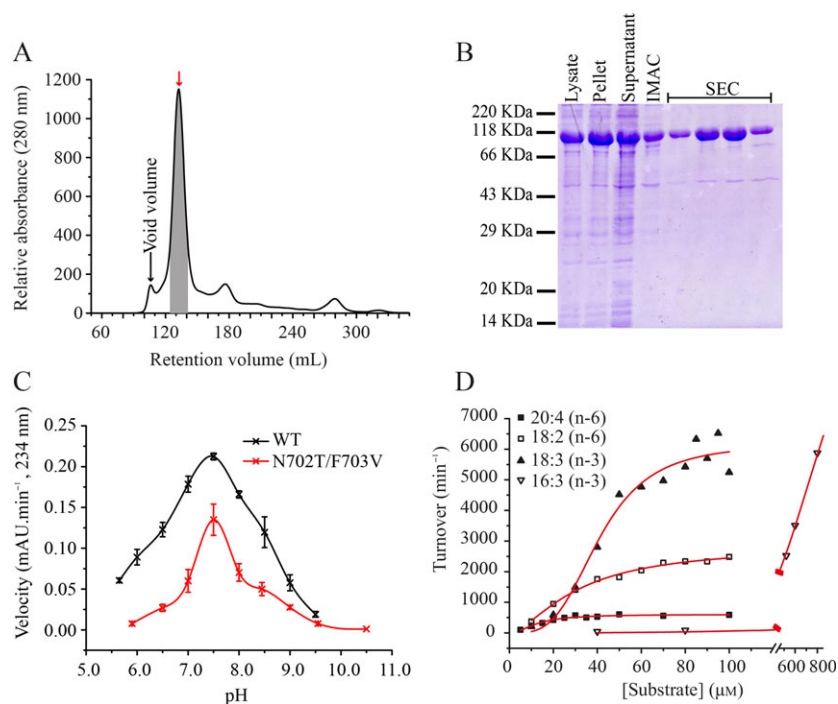 A
Relative absorbance (280 nm)
1200
1000
800
600
400
200
0
Void volume
60 120 180 240 300
Retention volume (mL)
B
Lysate
Pellet
Supernatant
IMAC
SEC
220 KDa
118 KDa
66 KDa
43 KDa
29 KDa
20 KDa
14 KDa
C
Velocity (mAU.min⁻¹, 234 nm)
0.25
0.20
0.15
0.10
0.05
0.00
WT
N702T/F703V
5.0 6.0 7.0 8.0 9.0 10.0 11.0
pH
D
Turnover (min⁻¹)
7000
6000
5000
4000
3000
2000
1000
0
20:4 (n-6)
18:2 (n-6)
18:3 (n-3)
16:3 (n-3)
0 20 40 60 80 100 600 800
[Substrate] (μM)